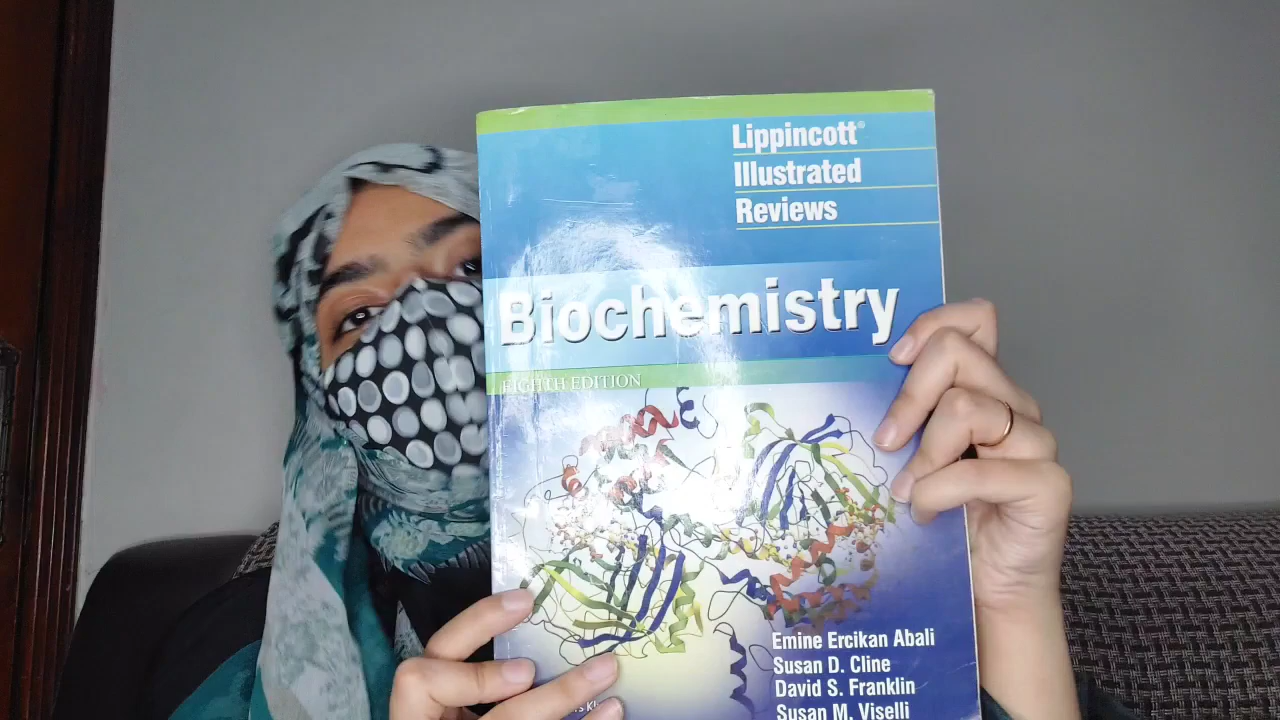 Lippincott®
Illustrated
Reviews
Biochemistry
EIGHTH EDITION
Emine Ercikan Abali
Susan D. Cline
David S. Franklin
Susan M. Viselli